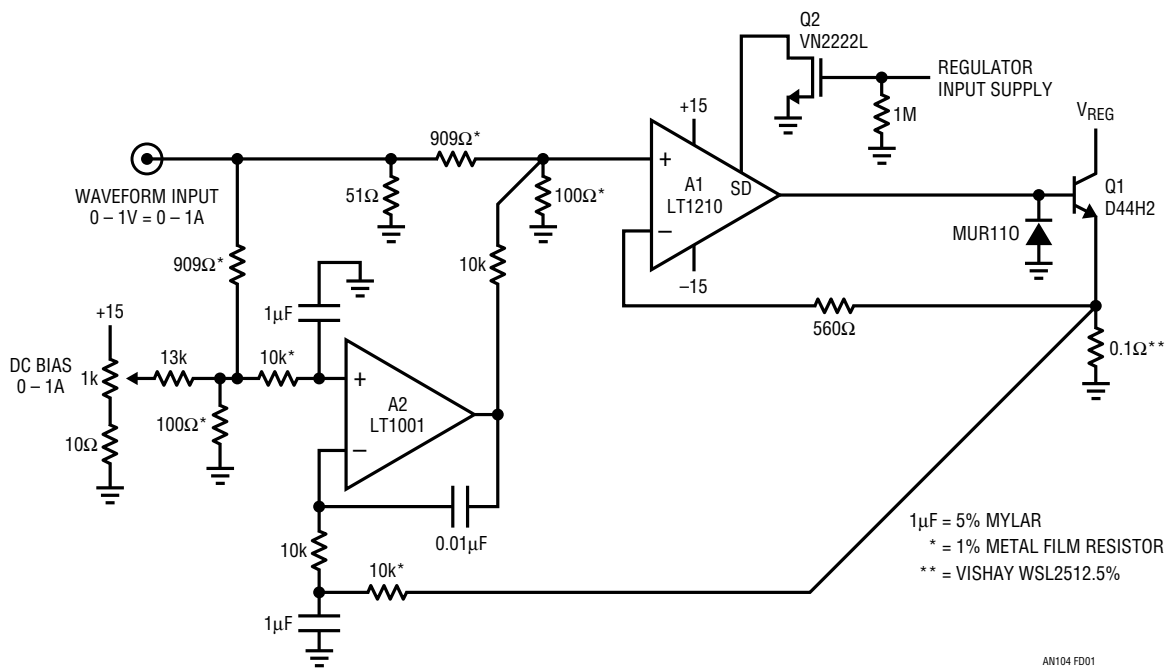 Q2
VN2222L
REGULATOR
INPUT SUPPLY
1M
VREG
+15
909Ω*
WAVEFORM INPUT
0 – 1V = 0 – 1A
51Ω
100Ω*
+
A1
LT1210
SD
–
–15
Q1
D44H2
MUR110
909Ω*
10k
1µF
560Ω
0.1Ω**
+15
DC BIAS
0 – 1A
1k
13k
10k*
+
A2
LT1001
–
10Ω
100Ω*
0.01µF
10k
10k*
1µF
1µF = 5% MYLAR
* = 1% METAL FILM RESISTOR
** = VISHAY WSL2512.5%
AN104 FD01